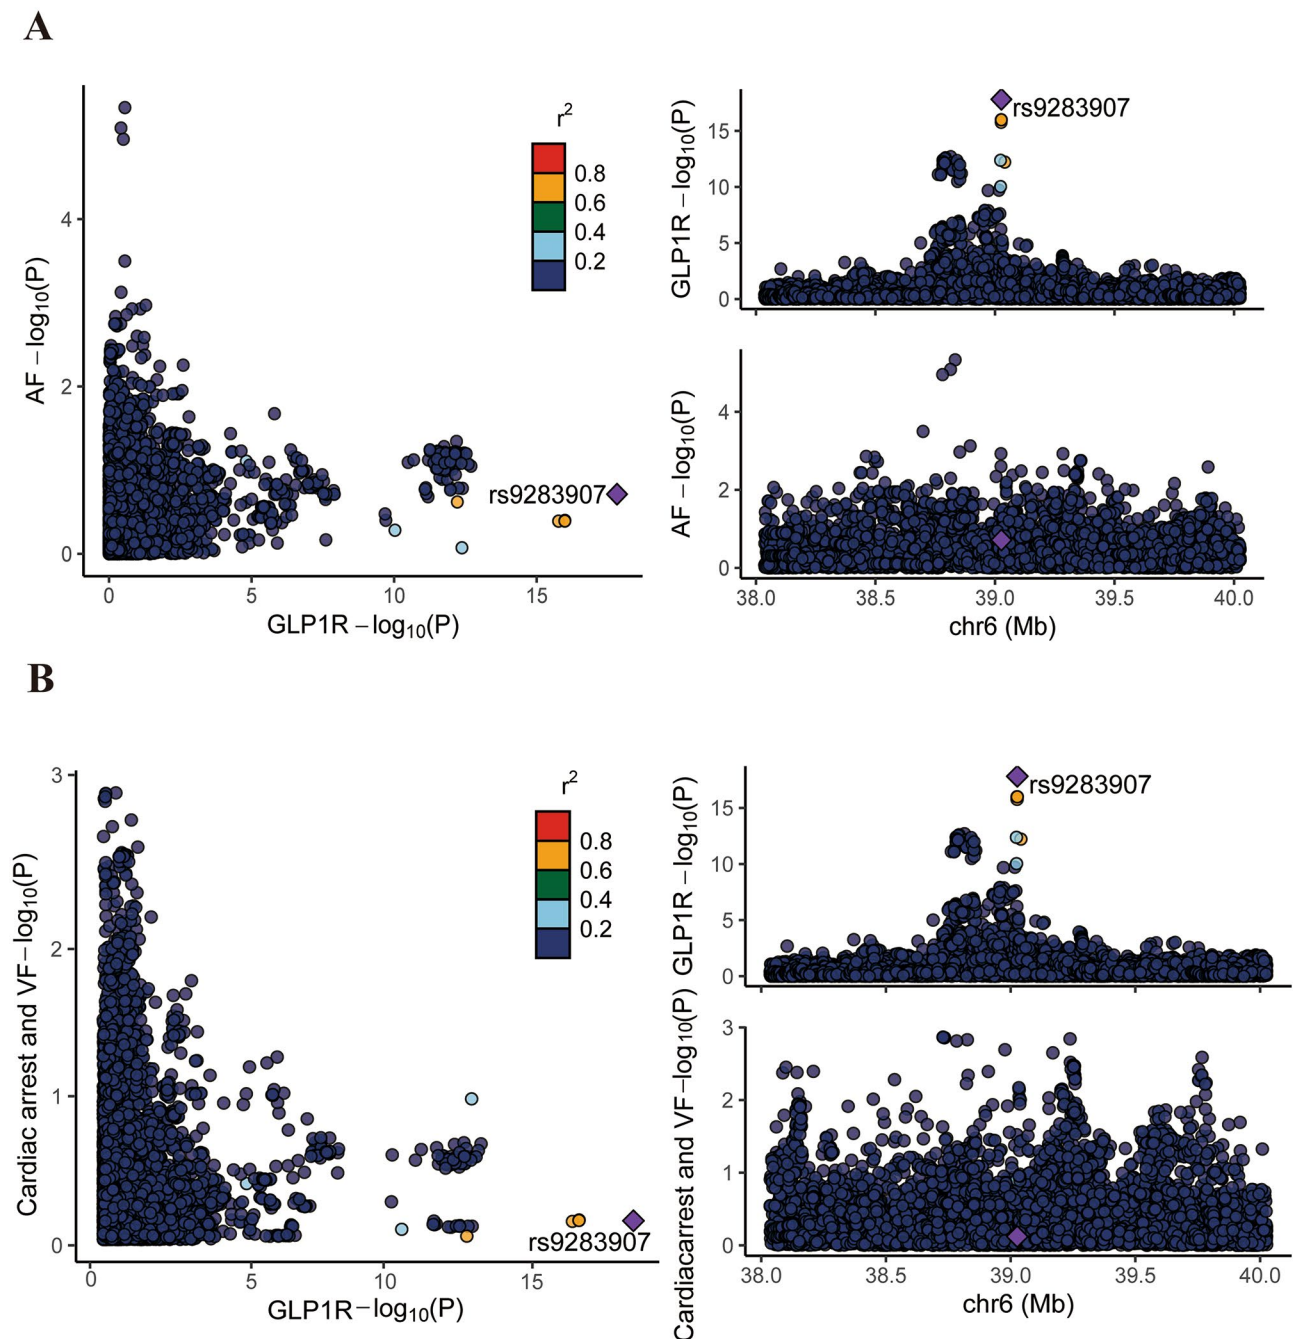 A
AF −log10(P)
4
2
0
0 5 10 15
GLP1R −log10(P)
r2
0.8
0.6
0.4
0.2
rs9283907
GLP1R −log10(P)
15
10
5
0
rs9283907
AF −log10(P)
4
2
0
38.0 38.5 39.0 39.5 40.0
chr6 (Mb)
B
Cardiac arrest and VF−log10(P)
3
2
1
0
0 5 10 15
GLP1R−log10(P)
r2
0.8
0.6
0.4
0.2
rs9283907
GLP1R −log10(P)
15
10
5
0
rs9283907
Cardiacarrest and VF−log10(P)
3
2
1
0
38.0 38.5 39.0 39.5 40.0
chr6 (Mb)